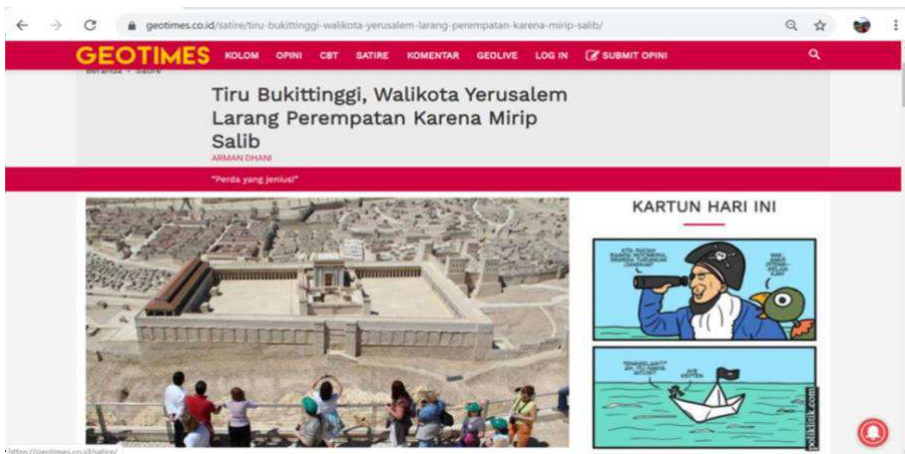 geotimes.co.id/satire/tiru-bukittinggi-walikota-yerusalem-larang-perempatan-karena-mirip-salib/
GEOTIMES KOLOM OPINI CBT SATIRE KOMENTAR GEOLIVE LOG IN SUBMIT OPINI
Beranda • Satire
Tiru Bukittinggi, Walikota Yerusalem
Larang Perempatan Karena Mirip
Salib
ARMAN DHANI
"Perda yang jenius!"
KARTUN HARI INI
poliklinik.com
https://geotimes.co.id/satire/